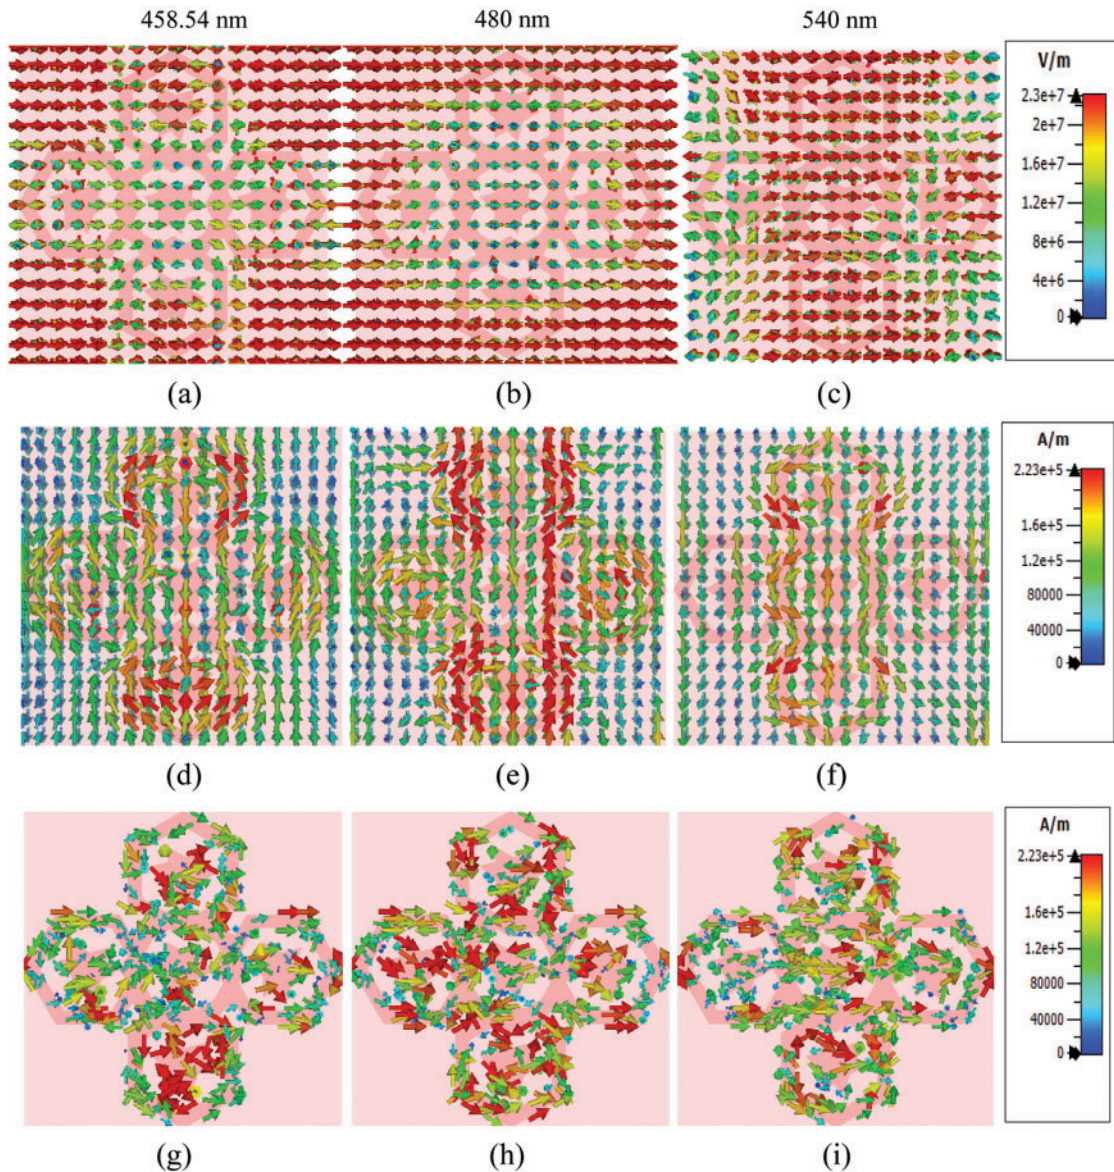 458.54 nm 480 nm 540 nm
V/m
2.3e+7
2e+7
1.6e+7
1.2e+7
8e+6
4e+6
0
(a) (b) (c)
A/m
2.23e+5
1.6e+5
1.2e+5
80000
40000
0
(d) (e) (f)
A/m
2.23e+5
1.6e+5
1.2e+5
80000
40000
0
(g) (h) (i)